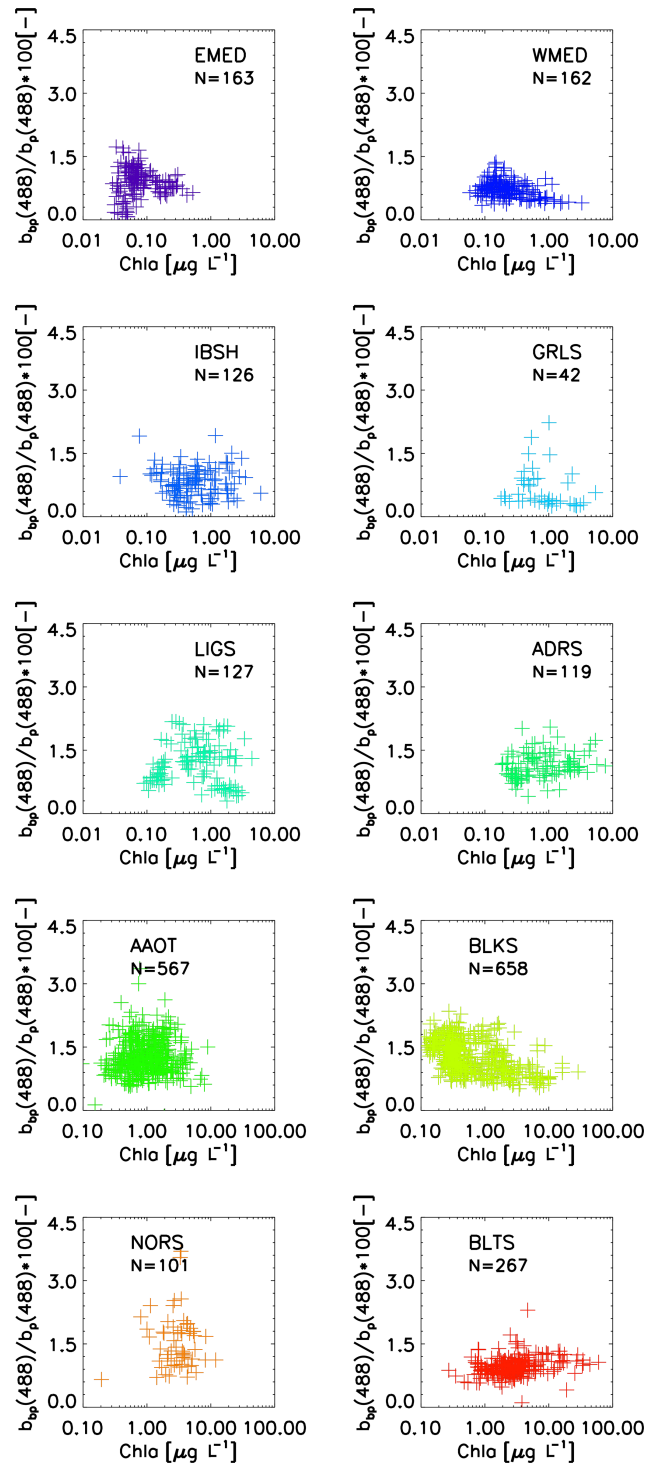 EMED
N=163
b_bp(488)/b_p(488)*100[-]
4.5
3.0
1.5
0.0
0.01 0.10 1.00 10.00
Chla [μg L⁻¹]
WMED
N=162
b_bp(488)/b_p(488)*100[-]
4.5
3.0
1.5
0.0
0.01 0.10 1.00 10.00
Chla [μg L⁻¹]
IBSH
N=126
b_bp(488)/b_p(488)*100[-]
4.5
3.0
1.5
0.0
0.01 0.10 1.00 10.00
Chla [μg L⁻¹]
GRLS
N=42
b_bp(488)/b_p(488)*100[-]
4.5
3.0
1.5
0.0
0.01 0.10 1.00 10.00
Chla [μg L⁻¹]
LIGS
N=127
b_bp(488)/b_p(488)*100[-]
4.5
3.0
1.5
0.0
0.01 0.10 1.00 10.00
Chla [μg L⁻¹]
ADRS
N=119
b_bp(488)/b_p(488)*100[-]
4.5
3.0
1.5
0.0
0.01 0.10 1.00 10.00
Chla [μg L⁻¹]
AAOT
N=567
b_bp(488)/b_p(488)*100[-]
4.5
3.0
1.5
0.0
0.10 1.00 10.00 100.00
Chla [μg L⁻¹]
BLKS
N=658
b_bp(488)/b_p(488)*100[-]
4.5
3.0
1.5
0.0
0.10 1.00 10.00 100.00
Chla [μg L⁻¹]
NORS
N=101
b_bp(488)/b_p(488)*100[-]
4.5
3.0
1.5
0.0
0.10 1.00 10.00 100.00
Chla [μg L⁻¹]
BLTS
N=267
b_bp(488)/b_p(488)*100[-]
4.5
3.0
1.5
0.0
0.10 1.00 10.00 100.00
Chla [μg L⁻¹]